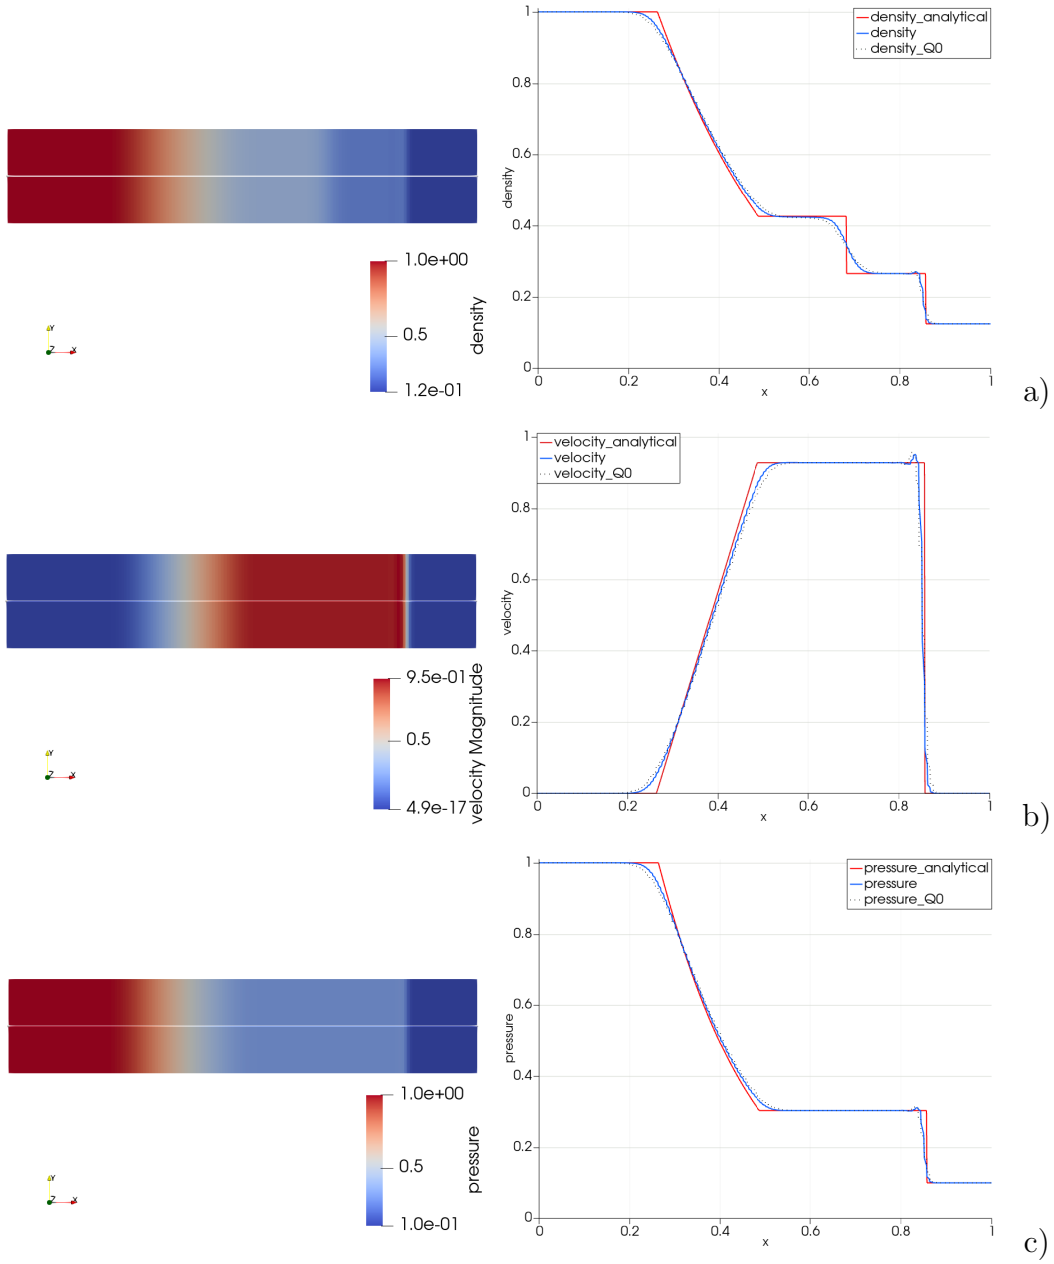 density_analytical
density
density_Q0
1
0.8
0.6
0.4
0.2
0
density
0
0.2
0.4
0.6
0.8
1
x
a)
1.0e+00
0.5
1.2e-01
density
Y
Z
X
velocity_analytical
velocity
velocity_Q0
1
0.8
0.6
0.4
0.2
0
velocity
0
0.2
0.4
0.6
0.8
1
x
b)
9.5e-01
0.5
4.9e-17
velocity Magnitude
Y
Z
X
pressure_analytical
pressure
pressure_Q0
1
0.8
0.6
0.4
0.2
0
pressure
0
0.2
0.4
0.6
0.8
1
x
c)
1.0e+00
0.5
1.0e-01
pressure
Y
Z
X